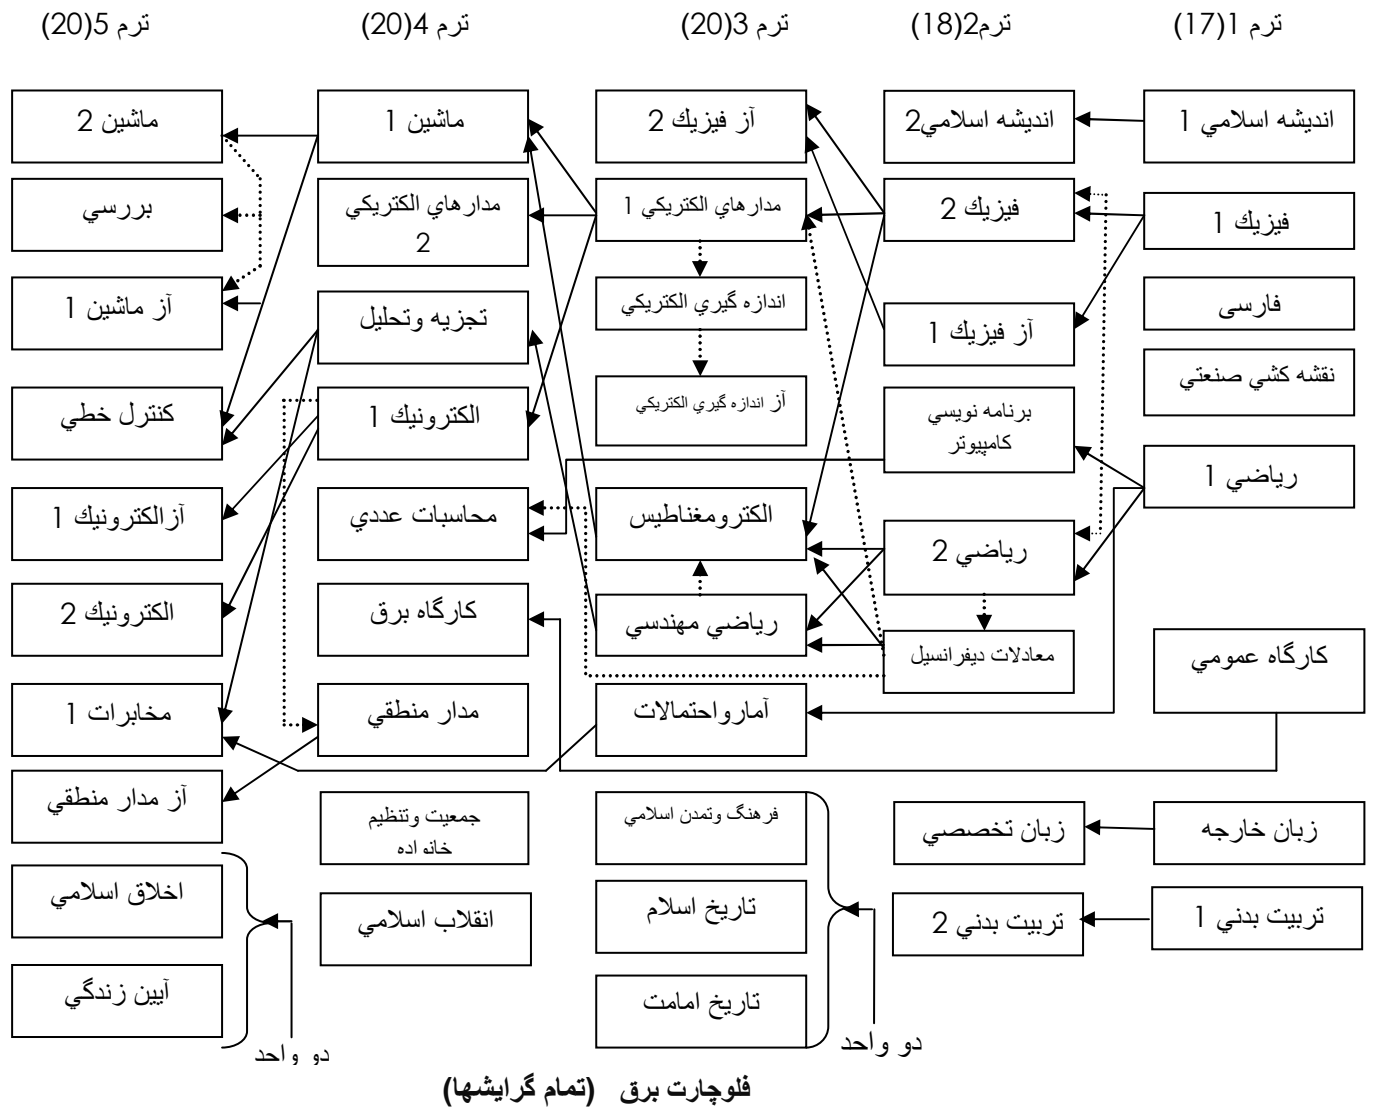 ترم 1(17)
ترم2(18)
ترم 3(20)
ترم 4(20)
ترم 5(20)
انديشه اسلامي 1
فيزيك 1
فارسی
نقشه كشي صنعتي
رياضي 1
كارگاه عمومي
زبان خارجه
تربيت بدني 1
انديشه اسلامي2
فيزيك 2
آز فيزيك 1
برنامه نويسي
كامپيوتر
رياضي 2
معادلات ديفرانسيل
زبان تخصصي
تربيت بدني 2
آز فيزيك 2
مدارهاي الكتريكي 1
اندازه گيري الكتريكي
آز اندازه گيري الكتريكي
الكترومغناطيس
رياضي مهندسي
آمارواحتمالات
فرهنگ وتمدن اسلامي
تاريخ اسلام
تاريخ امامت
دو واحد
ماشين 1
مدارهاي الكتريكي
2
تجزيه وتحليل
الكترونيك 1
محاسبات عددي
كارگاه برق
مدار منطقي
جمعيت وتنظيم
خانواده
انقلاب اسلامي
ماشين 2
بررسي
آز ماشين 1
كنترل خطي
آزالكترونيك 1
الكترونيك 2
مخابرات 1
آز مدار منطقي
اخلاق اسلامي
آيين زندگي
دو واحد
فلوچارت برق (تمام گرايشها)